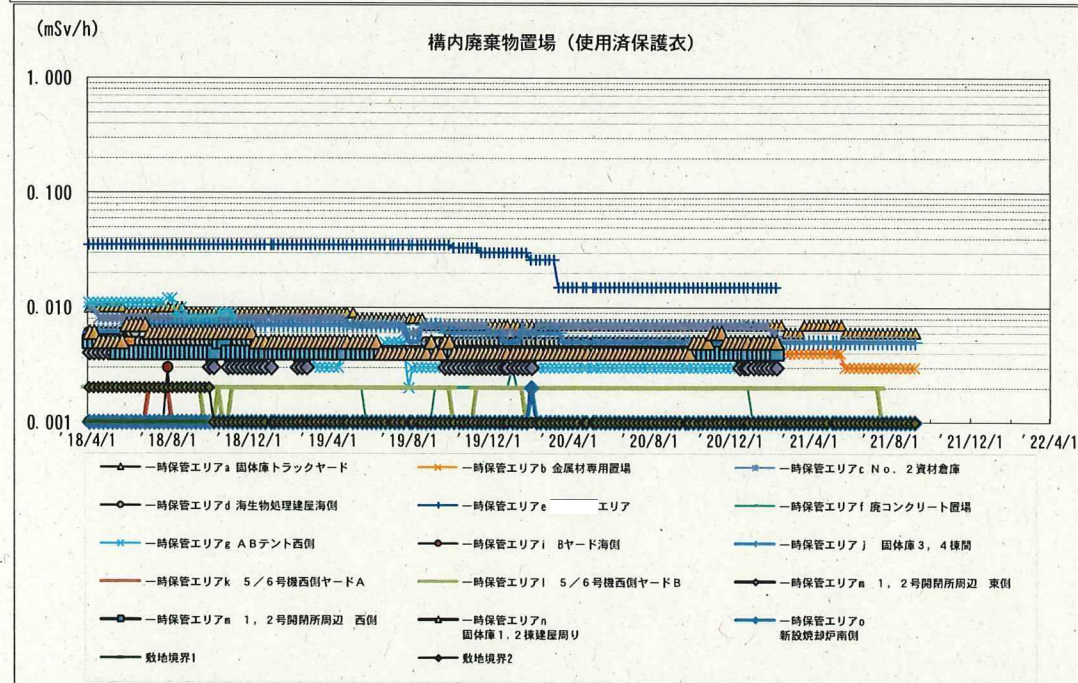 (mSv/h)
構内廃棄物置場（使用済保護衣）
1.000
0.100
0.010
0.001
'18/4/1 '18/8/1 '18/12/1 '19/4/1 '19/8/1 '19/12/1 '20/4/1 '20/8/1 '20/12/1 '21/4/1 '21/8/1 '21/12/1 '22/4/1
一時保管エリアa 固体庫トラックヤード 一時保管エリアb 金属材専用置場 一時保管エリアc No．2資材倉庫
一時保管エリアd 海生物処理建屋海側 一時保管エリアe エリア 一時保管エリアf 廃コンクリート置場
一時保管エリアg ABテント西側 一時保管エリアi Bヤード海側 一時保管エリアj 固体庫3，4棟間
一時保管エリアk 5／6号機西側ヤードA 一時保管エリアl 5／6号機西側ヤードB 一時保管エリアm 1，2号開閉所周辺 東側
一時保管エリアm 1，2号開閉所周辺 西側 一時保管エリアn 一時保管エリアo
固体庫1，2棟建屋周り 新設焼却炉南側
敷地境界1 敷地境界2